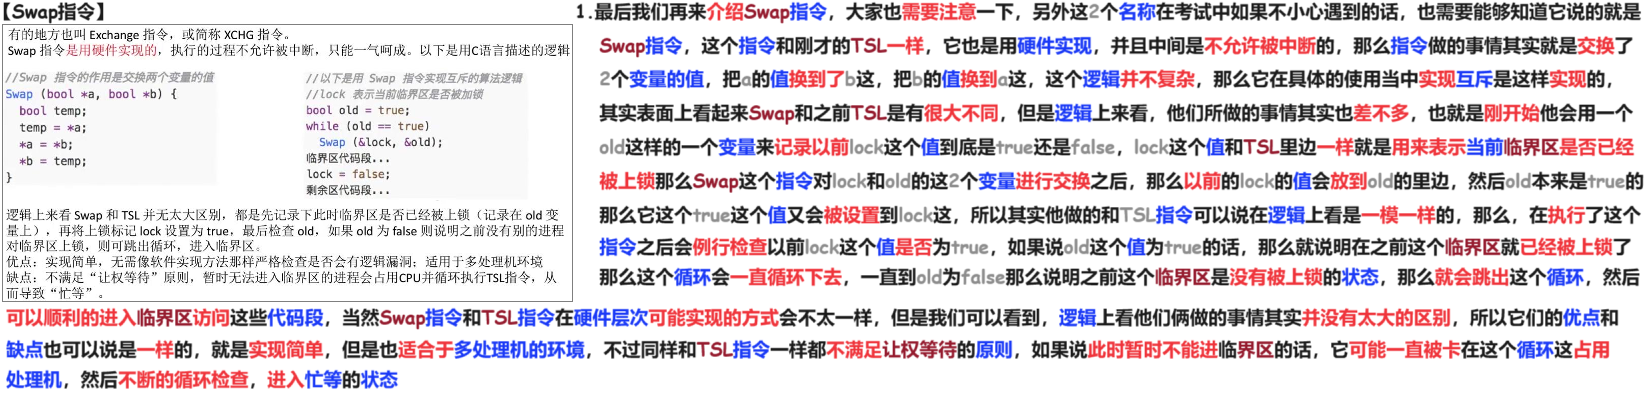 【Swap指令】
有的地方也叫 Exchange 指令，或简称 XCHG 指令。
Swap 指令是用硬件实现的，执行的过程不允许被中断，只能一气呵成。以下是用C语言描述的逻辑
//Swap 指令的作用是交换两个变量的值
Swap (bool *a, bool *b) {
bool temp;
temp = *a;
*a = *b;
*b = temp;
}
//以下是用 Swap 指令实现互斥的算法逻辑
//lock 表示当前临界区是否被加锁
bool old = true;
while (old == true)
Swap (&lock, &old);
临界区代码段...
lock = false;
剩余区代码段...
逻辑上来看 Swap 和 TSL 并无太大区别，都是先记录下此时临界区是否已经被上锁（记录在 old 变
量上），再将上锁标记 lock 设置为 true，最后检查 old，如果 old 为 false 则说明之前没有别的进程
对临界区上锁，则可跳出循环，进入临界区。
优点：实现简单，无需像软件实现方法那样严格检查是否会有逻辑漏洞；适用于多处理机环境
缺点：不满足“让权等待”原则，暂时无法进入临界区的进程会占用CPU并循环执行TSL指令，从
而导致“忙等”。
1.最后我们再来介绍Swap指令，大家也需要注意一下，另外这2个名称在考试中如果不小心遇到的话，也需要能够知道它说的就是
Swap指令，这个指令和刚才的TSL一样，它也是用硬件实现，并且中间是不允许被中断的，那么指令做的事情其实就是交换了
2个变量的值，把a的值换到了b这，把b的值换到a这，这个逻辑并不复杂，那么它在具体的使用当中实现互斥是这样实现的，
其实表面上看起来Swap和之前TSL是有很大不同，但是逻辑上来看，他们所做的事情其实也差不多，也就是刚开始他会用一个
old这样的一个变量来记录以前lock这个值到底是true还是false，lock这个值和TSL里边一样就是用来表示当前临界区是否已经
被上锁那么Swap这个指令对lock和old的这2个变量进行交换之后，那么以前的lock的值会放到old的里边，然后old本来是true的
那么它这个true这个值又会被设置到lock这，所以其实他做的和TSL指令可以说在逻辑上看是一模一样的，那么，在执行了这个
指令之后会例行检查以前lock这个值是否为true，如果说old这个值为true的话，那么就说明在之前这个临界区就已经被上锁了
那么这个循环会一直循环下去，一直到old为false那么说明之前这个临界区是没有被上锁的状态，那么就会跳出这个循环，然后
可以顺利的进入临界区访问这些代码段，当然Swap指令和TSL指令在硬件层次可能实现的方式会不太一样，但是我们可以看到，逻辑上看他们俩做的事情其实并没有太大的区别，所以它们的优点和
缺点也可以说是一样的，就是实现简单，但是也适合于多处理机的环境，不过同样和TSL指令一样都不满足让权等待的原则，如果说此时暂时不能进临界区的话，它可能一直被卡在这个循环这占用
处理机，然后不断的循环检查，进入忙等的状态